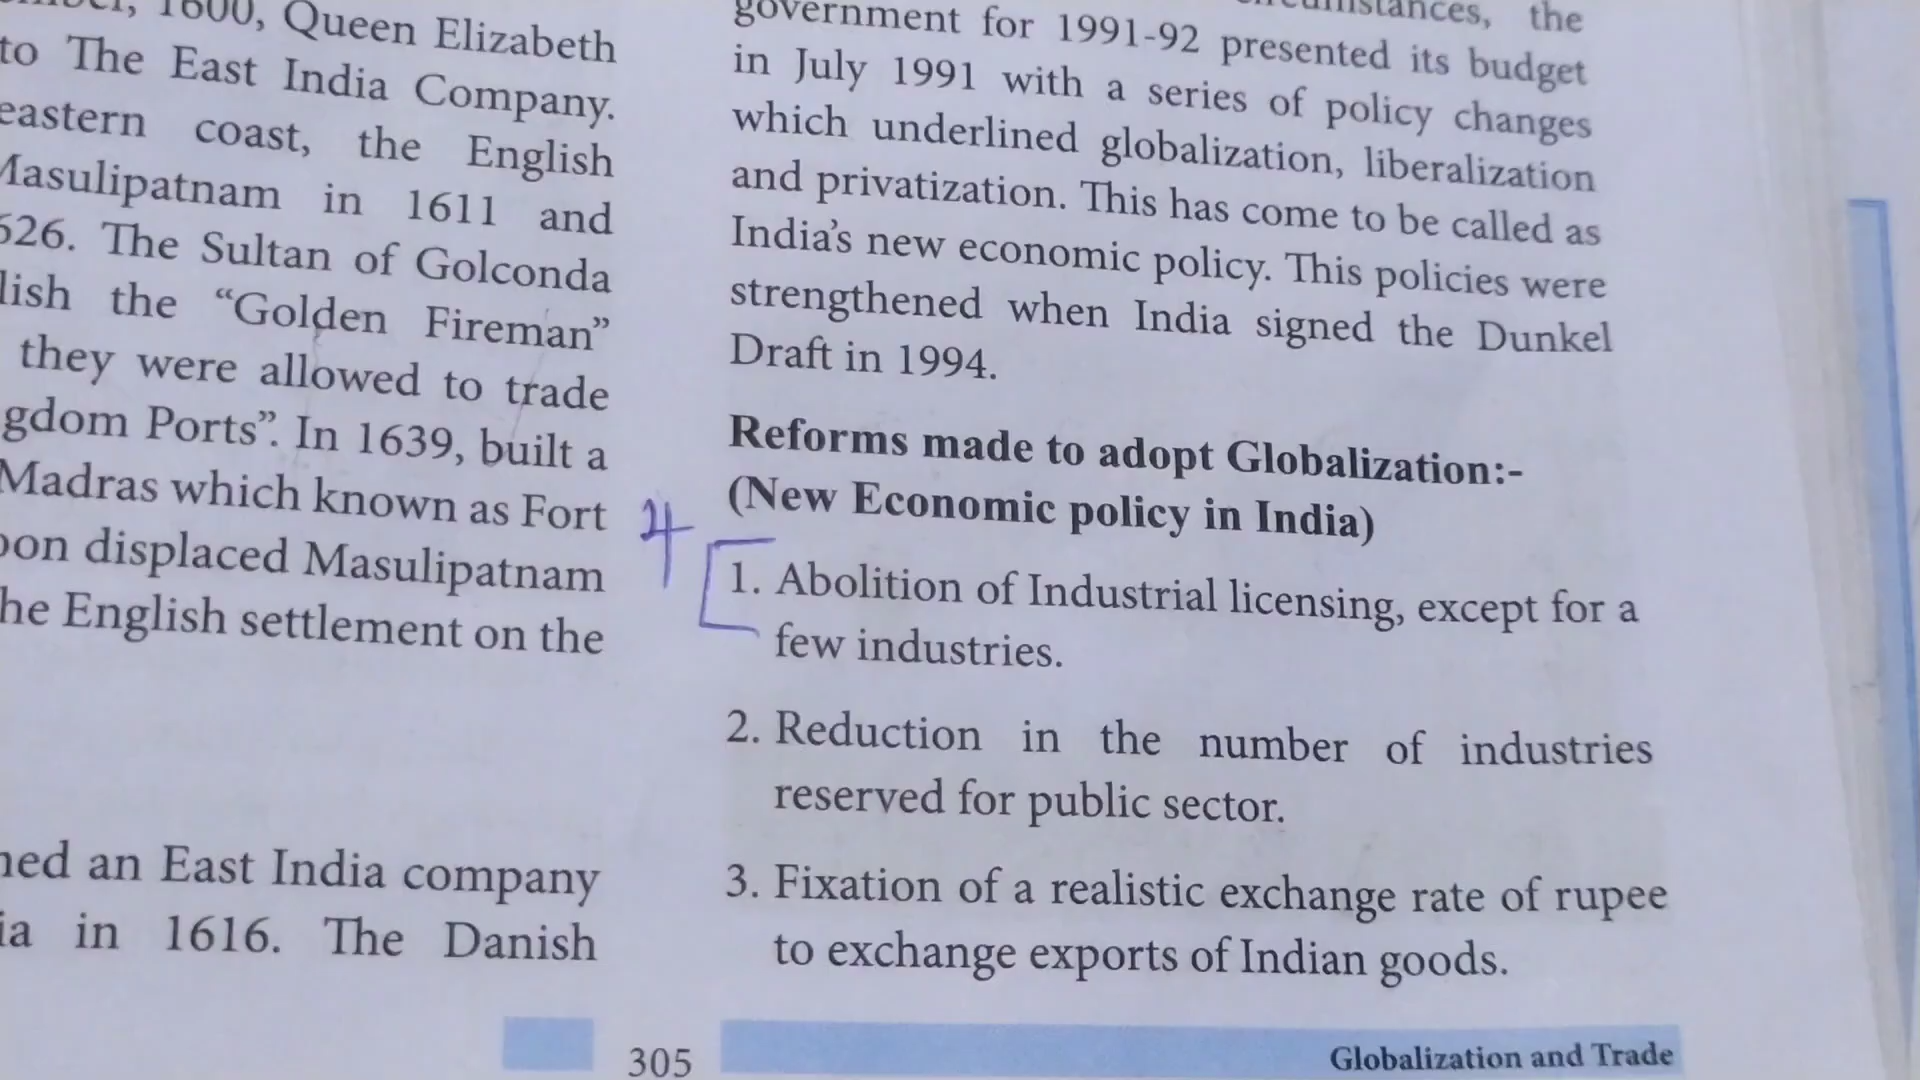 1600, Queen Elizabeth
to The East India Company.
eastern coast, the English
Masulipatnam in 1611 and
626. The Sultan of Golconda
lish the “Golden Fireman”
they were allowed to trade
gdom Ports”. In 1639, built a
Madras which known as Fort
oon displaced Masulipatnam
he English settlement on the
ned an East India company
ia in 1616. The Danish
the
government for 1991-92 presented its budget
in July 1991 with a series of policy changes
which underlined globalization, liberalization
and privatization. This has come to be called as
India’s new economic policy. This policies were
strengthened when India signed the Dunkel
Draft in 1994.
Reforms made to adopt Globalization:-
(New Economic policy in India)
4
1. Abolition of Industrial licensing, except for a
few industries.
2. Reduction in the number of industries
reserved for public sector.
3. Fixation of a realistic exchange rate of rupee
to exchange exports of Indian goods.
305
Globalization and Trade